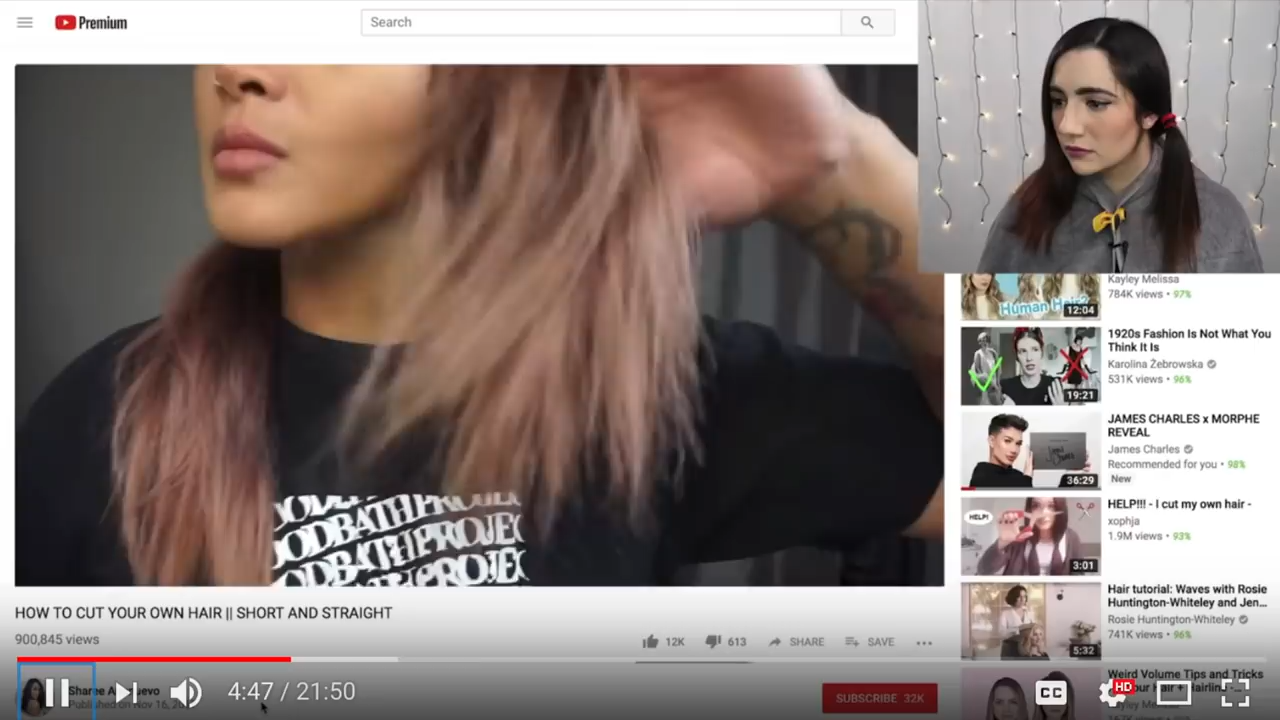 Premium
Search
Human
12:04
Kayley Melissa
784K views • 97%
19:21
1920s Fashion Is Not What You
Think It Is
Karolina Żebrowska
531K views • 96%
36:29
JAMES CHARLES x MORPHE
REVEAL
James Charles
Recommended for you • 98%
New
HELP!
3:01
HELP!!! - I cut my own hair -
xophja
1.9M views • 93%
5:32
Hair tutorial: Waves with Rosie
Huntington-Whiteley and Jen...
Rosie Huntington-Whiteley
741K views • 96%
Weird Volume Tips and Tricks
HOW TO CUT YOUR OWN HAIR || SHORT AND STRAIGHT
900,845 views
12K
613
SHARE
SAVE
Published on Nov 16,
SUBSCRIBE 32K
4:47 / 21:50
CC
HD